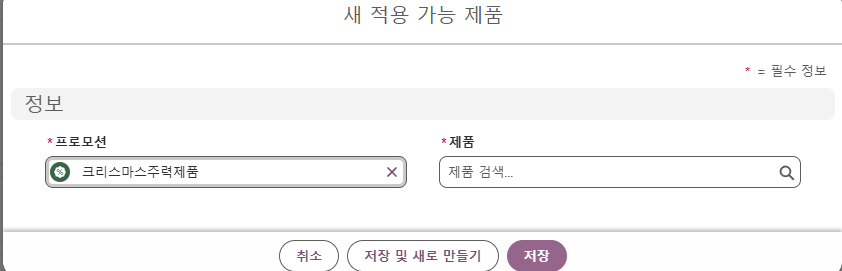 새 적용 가능 제품
* = 필수 정보
정보
*프로모션
크리스마스주력제품
*제품
제품 검색...
취소
저장 및 새로 만들기
저장